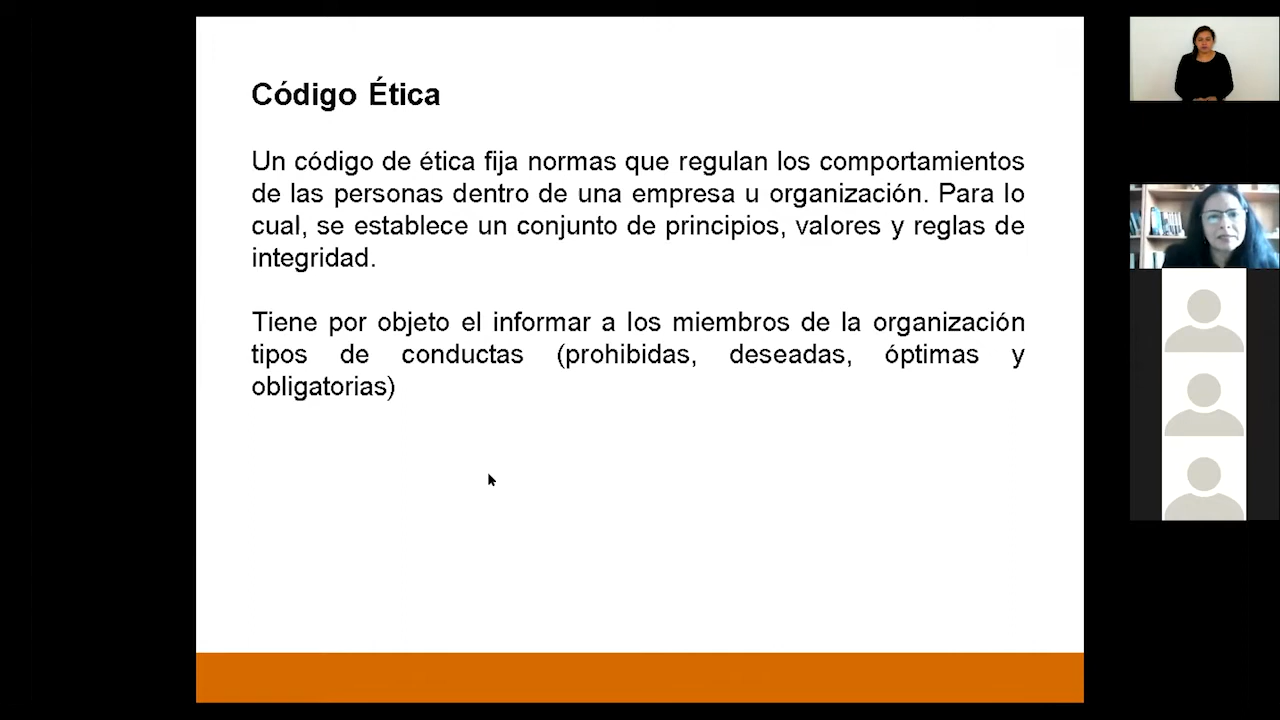 Código Ética
Un código de ética fija normas que regulan los comportamientos
de las personas dentro de una empresa u organización. Para lo
cual, se establece un conjunto de principios, valores y reglas de
integridad.
Tiene por objeto el informar a los miembros de la organización
tipos de conductas (prohibidas, deseadas, óptimas y
obligatorias)